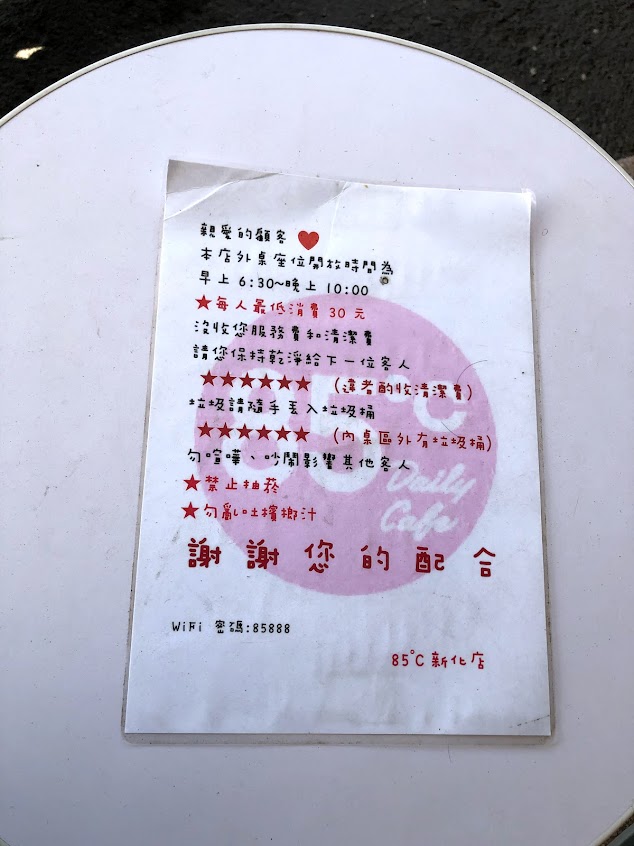 親愛的顧客 ❤
本店外桌座位開放時間為
早上 6:30~晚上 10:00
★每人最低消費 30 元
沒收您服務費和清潔費
請您保持乾淨給下一位客人
★★★★★★ (違者酌收清潔費)
垃圾請隨手丟入垃圾桶
★★★★★★ (內桌區外有垃圾桶)
勿喧嘩、吵鬧影響其他客人
★禁止抽菸
★勿亂吐檳榔汁
謝謝您的配合
85°C
Daily
Cafe
WiFi 密碼:85888
85°C 新化店